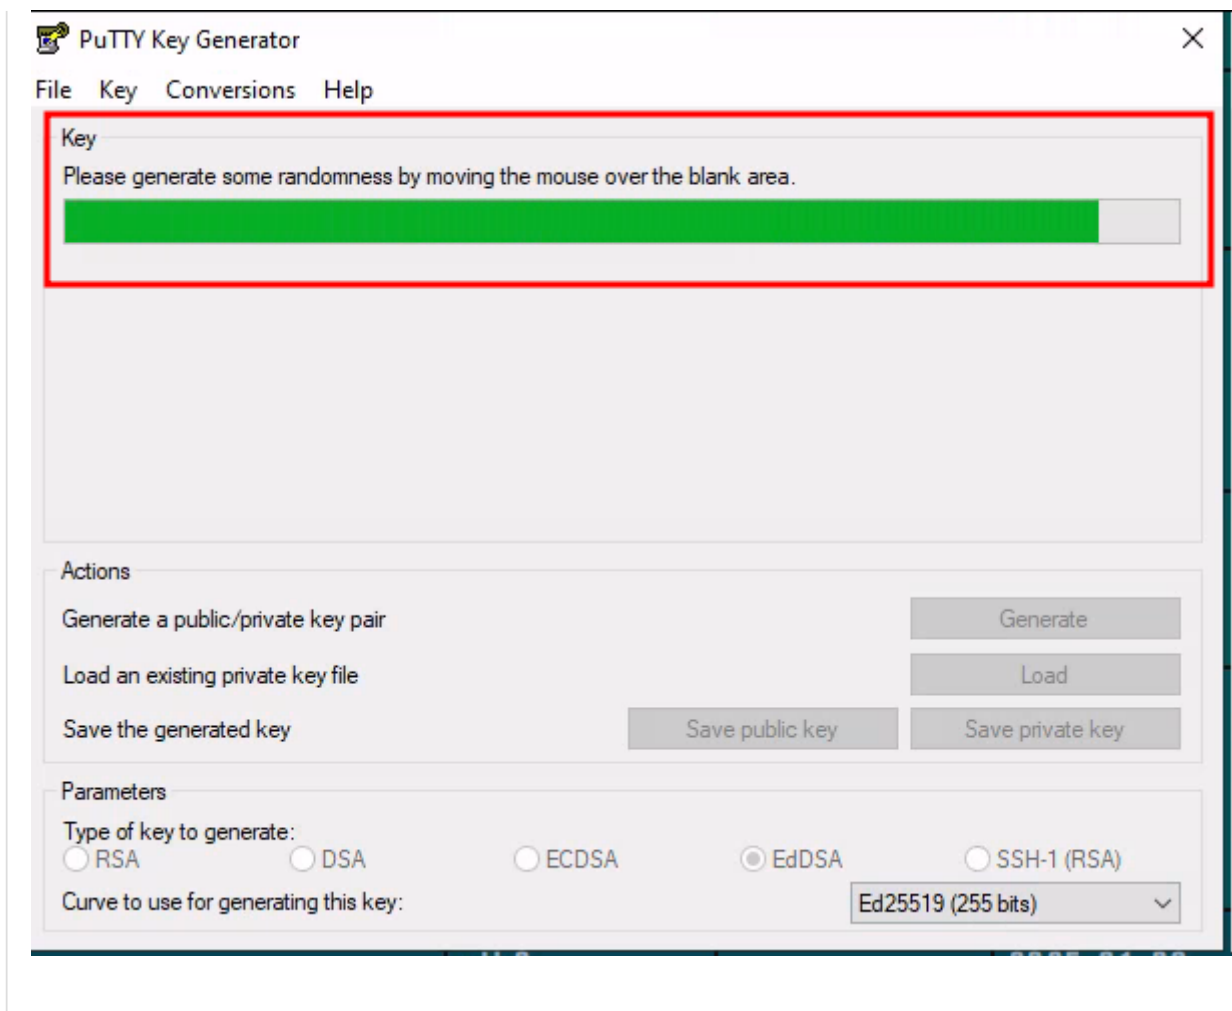 PuTTY Key Generator
File Key Conversions Help
Key
Please generate some randomness by moving the mouse over the blank area.
Actions
Generate a public/private key pair
Generate
Load an existing private key file
Load
Save the generated key
Save public key
Save private key
Parameters
Type of key to generate:
RSA DSA ECDSA EdDSA SSH-1 (RSA)
Curve to use for generating this key:
Ed25519 (255 bits)